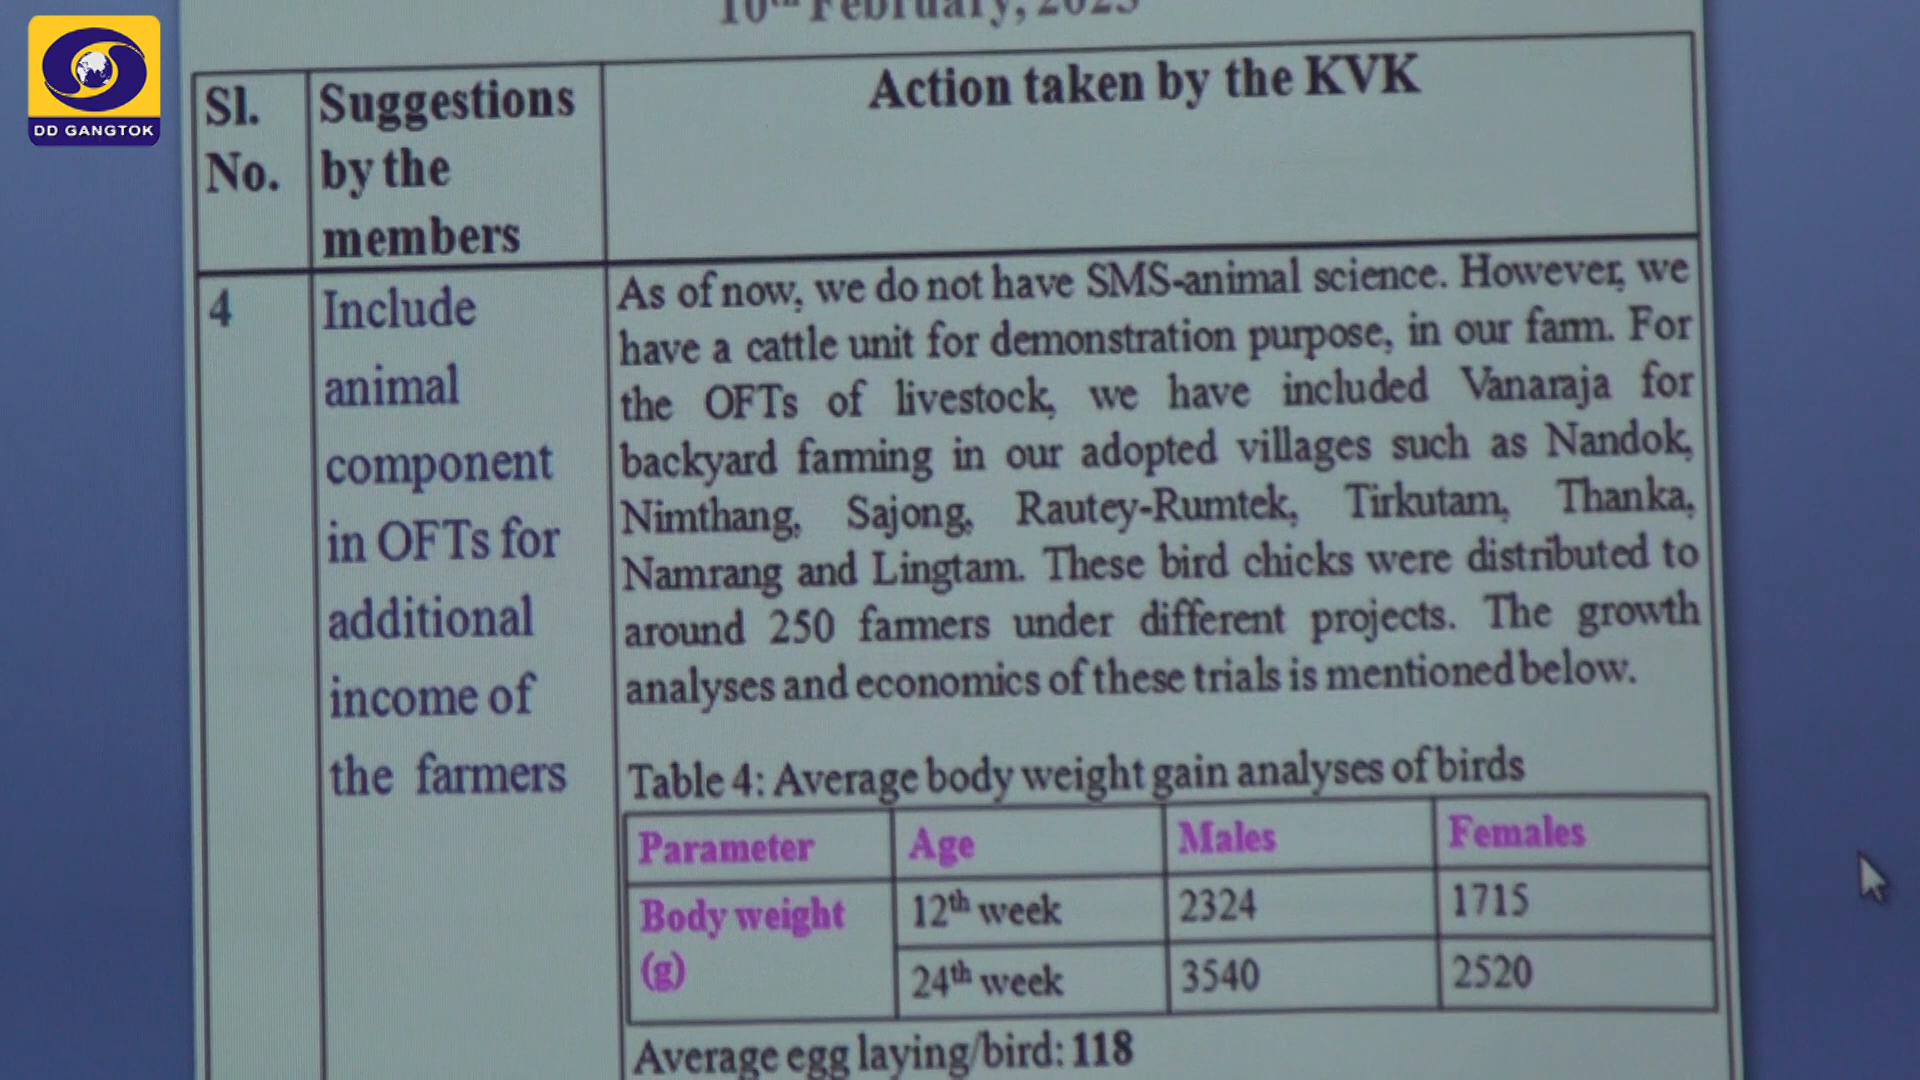 10th February, 2023
DD GANGTOK
Sl.
No.
Suggestions
by the
members
Action taken by the KVK
4
Include
animal
component
in OFTs for
additional
income of
the farmers
As of now, we do not have SMS-animal science. However, we
have a cattle unit for demonstration purpose, in our farm. For
the OFTs of livestock, we have included Vanaraja for
backyard farming in our adopted villages such as Nandok,
Nimthang, Sajong, Rautey-Rumtek, Tirkutam, Thanka,
Namrang and Lingtam. These bird chicks were distributed to
around 250 farmers under different projects. The growth
analyses and economics of these trials is mentioned below.
Table 4: Average body weight gain analyses of birds
Parameter Age Males Females
Body weight
(g)
12th week 2324 1715
24th week 3540 2520
Average egg laying/bird: 118